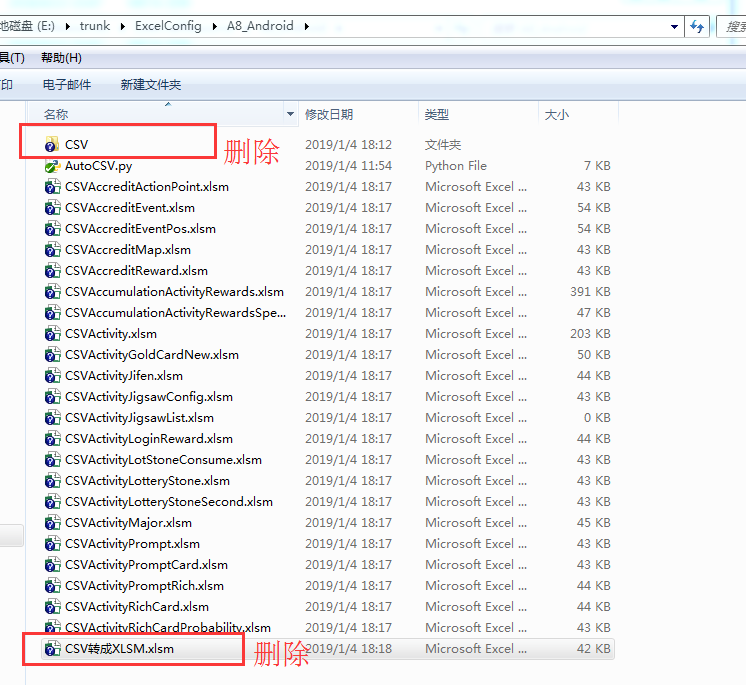 地磁盘 (E:) ▸ trunk ▸ ExcelConfig ▸ A8_Android ▸ 搜索
具(T) 帮助(H)
印 电子邮件 新建文件夹
名称 修改日期 类型 大小
CSV 2019/1/4 18:12 文件夹
删除
AutoCSV.py 2019/1/4 11:54 Python File 7 KB
CSVAccreditActionPoint.xlsm 2019/1/4 18:17 Microsoft Excel ... 43 KB
CSVAccreditEvent.xlsm 2019/1/4 18:17 Microsoft Excel ... 54 KB
CSVAccreditEventPos.xlsm 2019/1/4 18:17 Microsoft Excel ... 54 KB
CSVAccreditMap.xlsm 2019/1/4 18:17 Microsoft Excel ... 43 KB
CSVAccreditReward.xlsm 2019/1/4 18:17 Microsoft Excel ... 43 KB
CSVAccumulationActivityRewards.xlsm 2019/1/4 18:17 Microsoft Excel ... 391 KB
CSVAccumulationActivityRewardsSpe... 2019/1/4 18:17 Microsoft Excel ... 47 KB
CSVActivity.xlsm 2019/1/4 18:17 Microsoft Excel ... 203 KB
CSVActivityGoldCardNew.xlsm 2019/1/4 18:17 Microsoft Excel ... 50 KB
CSVActivityJifen.xlsm 2019/1/4 18:17 Microsoft Excel ... 44 KB
CSVActivityJigsawConfig.xlsm 2019/1/4 18:17 Microsoft Excel ... 43 KB
CSVActivityJigsawList.xlsm 2019/1/4 18:17 Microsoft Excel ... 0 KB
CSVActivityLoginReward.xlsm 2019/1/4 18:17 Microsoft Excel ... 44 KB
CSVActivityLotStoneConsume.xlsm 2019/1/4 18:17 Microsoft Excel ... 43 KB
CSVActivityLotteryStone.xlsm 2019/1/4 18:17 Microsoft Excel ... 43 KB
CSVActivityLotteryStoneSecond.xlsm 2019/1/4 18:17 Microsoft Excel ... 43 KB
CSVActivityMajor.xlsm 2019/1/4 18:17 Microsoft Excel ... 45 KB
CSVActivityPrompt.xlsm 2019/1/4 18:17 Microsoft Excel ... 43 KB
CSVActivityPromptCard.xlsm 2019/1/4 18:17 Microsoft Excel ... 43 KB
CSVActivityPromptRich.xlsm 2019/1/4 18:17 Microsoft Excel ... 44 KB
CSVActivityRichCard.xlsm 2019/1/4 18:17 Microsoft Excel ... 44 KB
CSVActivityRichCardProbability.xlsm 2019/1/4 18:17 Microsoft Excel ... 43 KB
CSV转成XLSM.xlsm 2019/1/4 18:18 Microsoft Excel ... 42 KB
删除